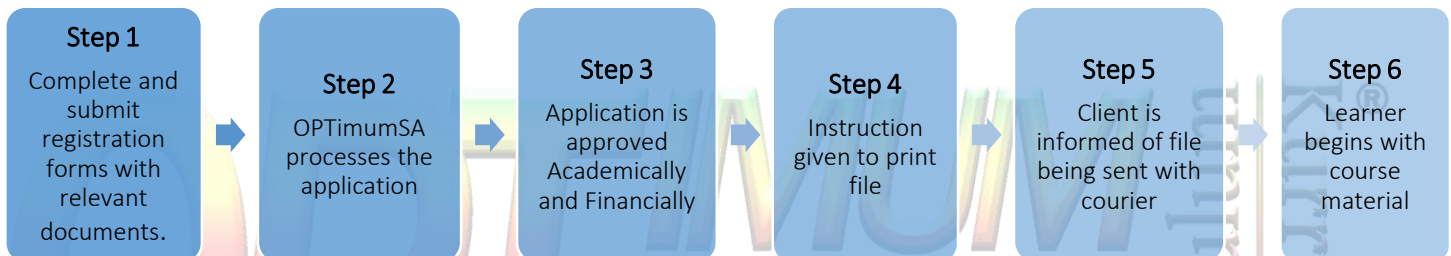 Step 1
Complete and
submit
registration
forms with
relevant
documents.
Step 2
OPTimumSA
processes the
application
Step 3
Application is
approved
Academically
and Financially
Step 4
Instruction
given to print
file
Step 5
Client is
informed of file
being sent with
courier
Step 6
Learner
begins with
course
material
OPTIMUM
®